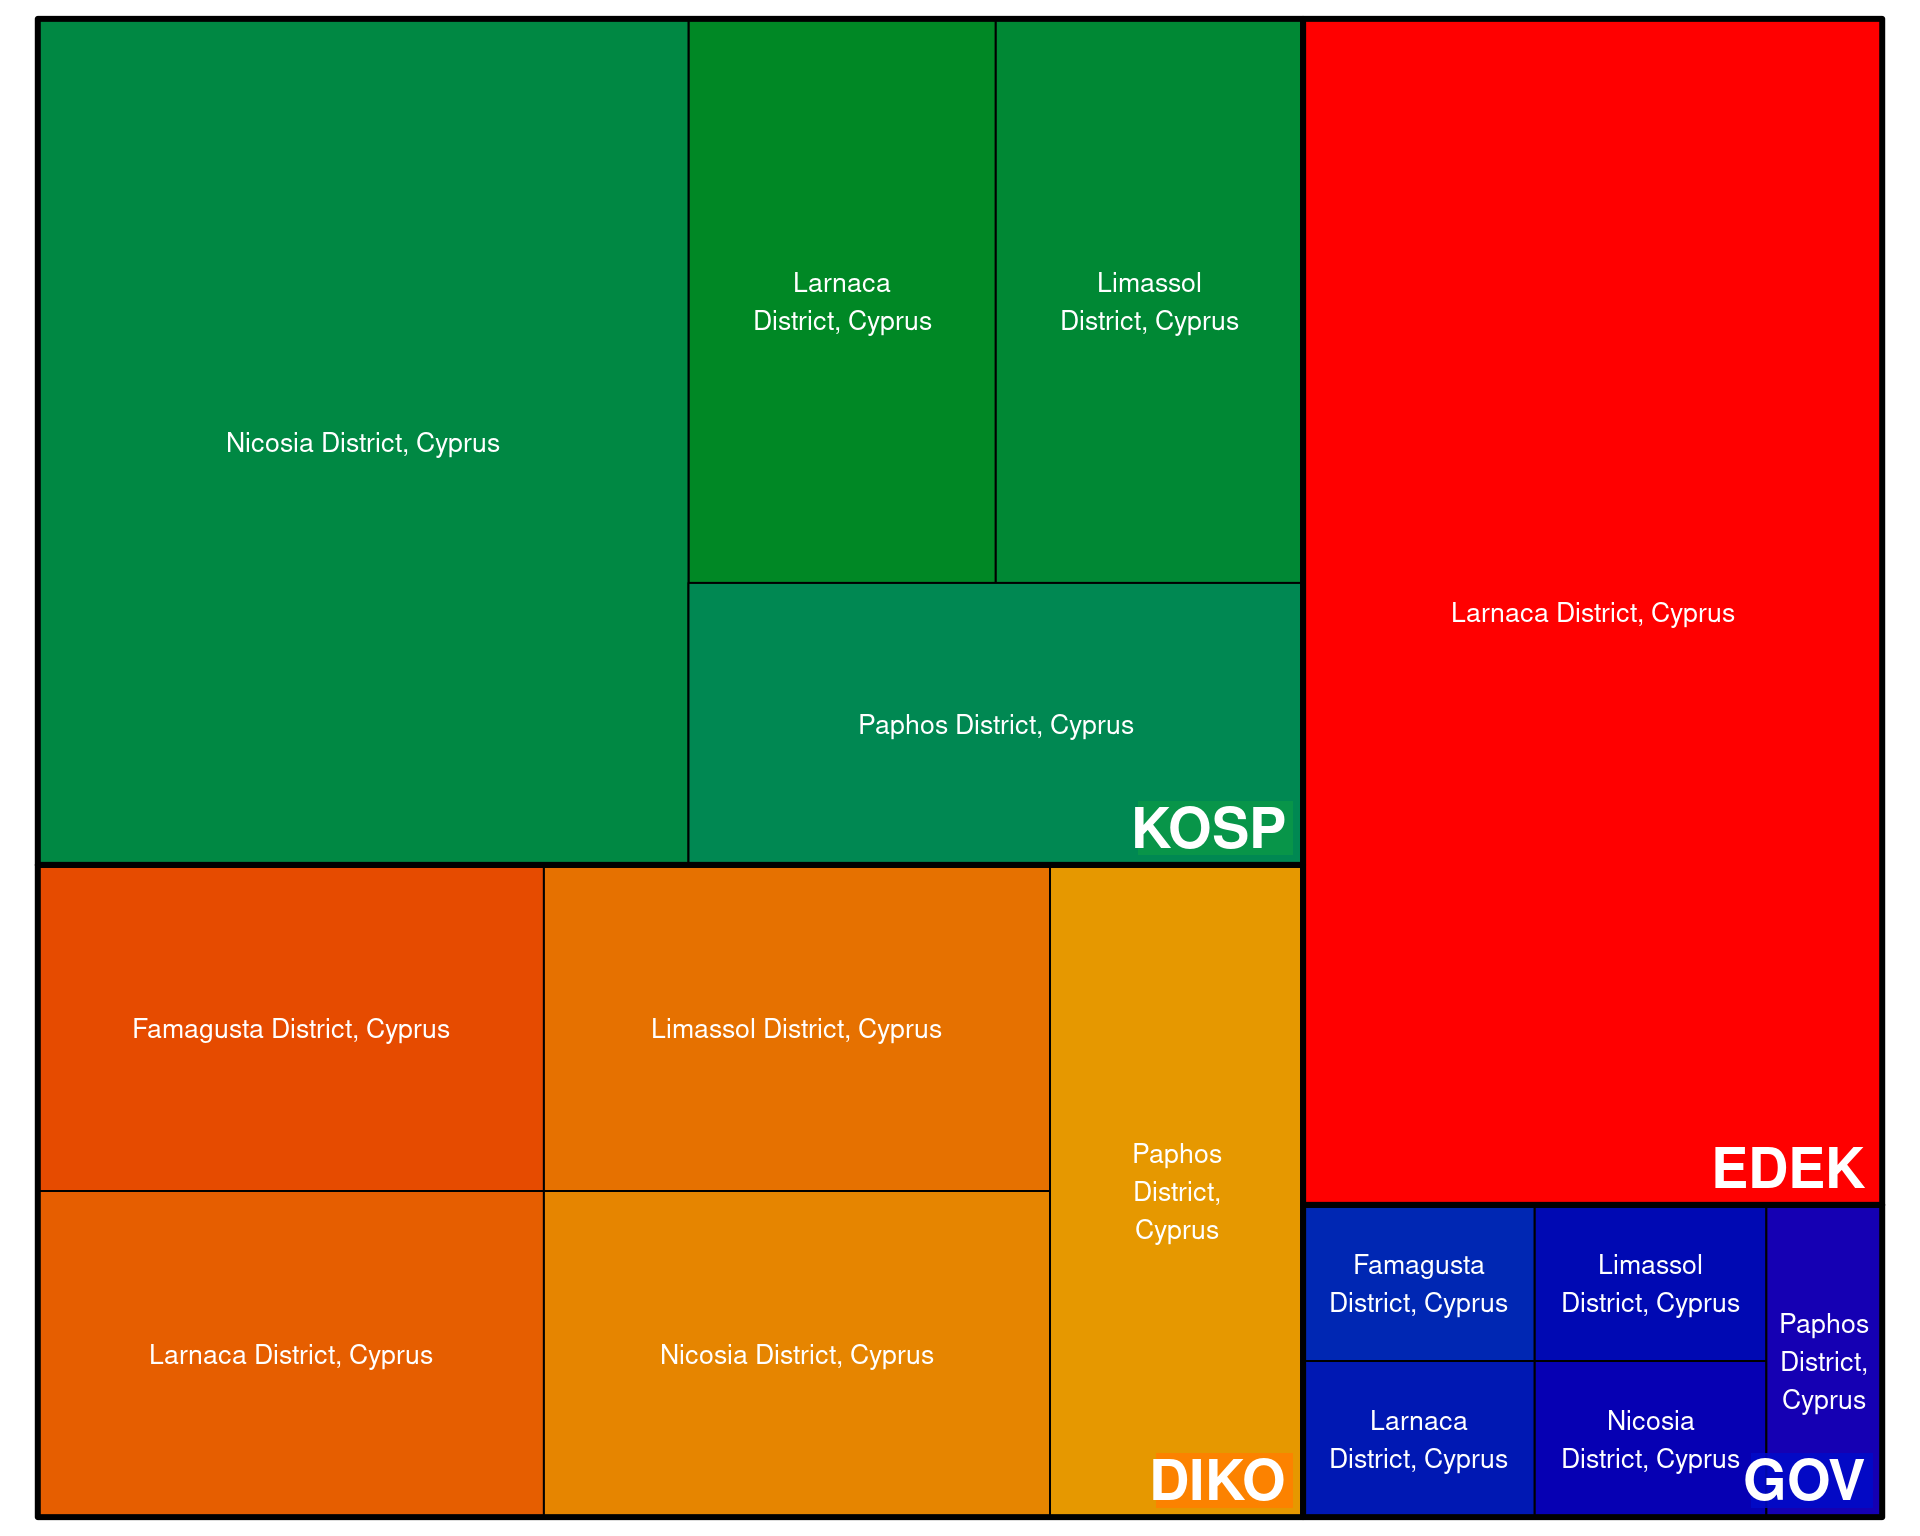 Nicosia District, Cyprus
Larnaca
District, Cyprus
Limassol
District, Cyprus
Paphos District, Cyprus
KOSP
Larnaca District, Cyprus
EDEK
Famagusta District, Cyprus
Limassol District, Cyprus
Paphos
District,
Cyprus
Larnaca District, Cyprus
Nicosia District, Cyprus
DIKO
Famagusta
District, Cyprus
Limassol
District, Cyprus
Paphos
District,
Cyprus
Larnaca
District, Cyprus
Nicosia
District, Cyprus
GOV